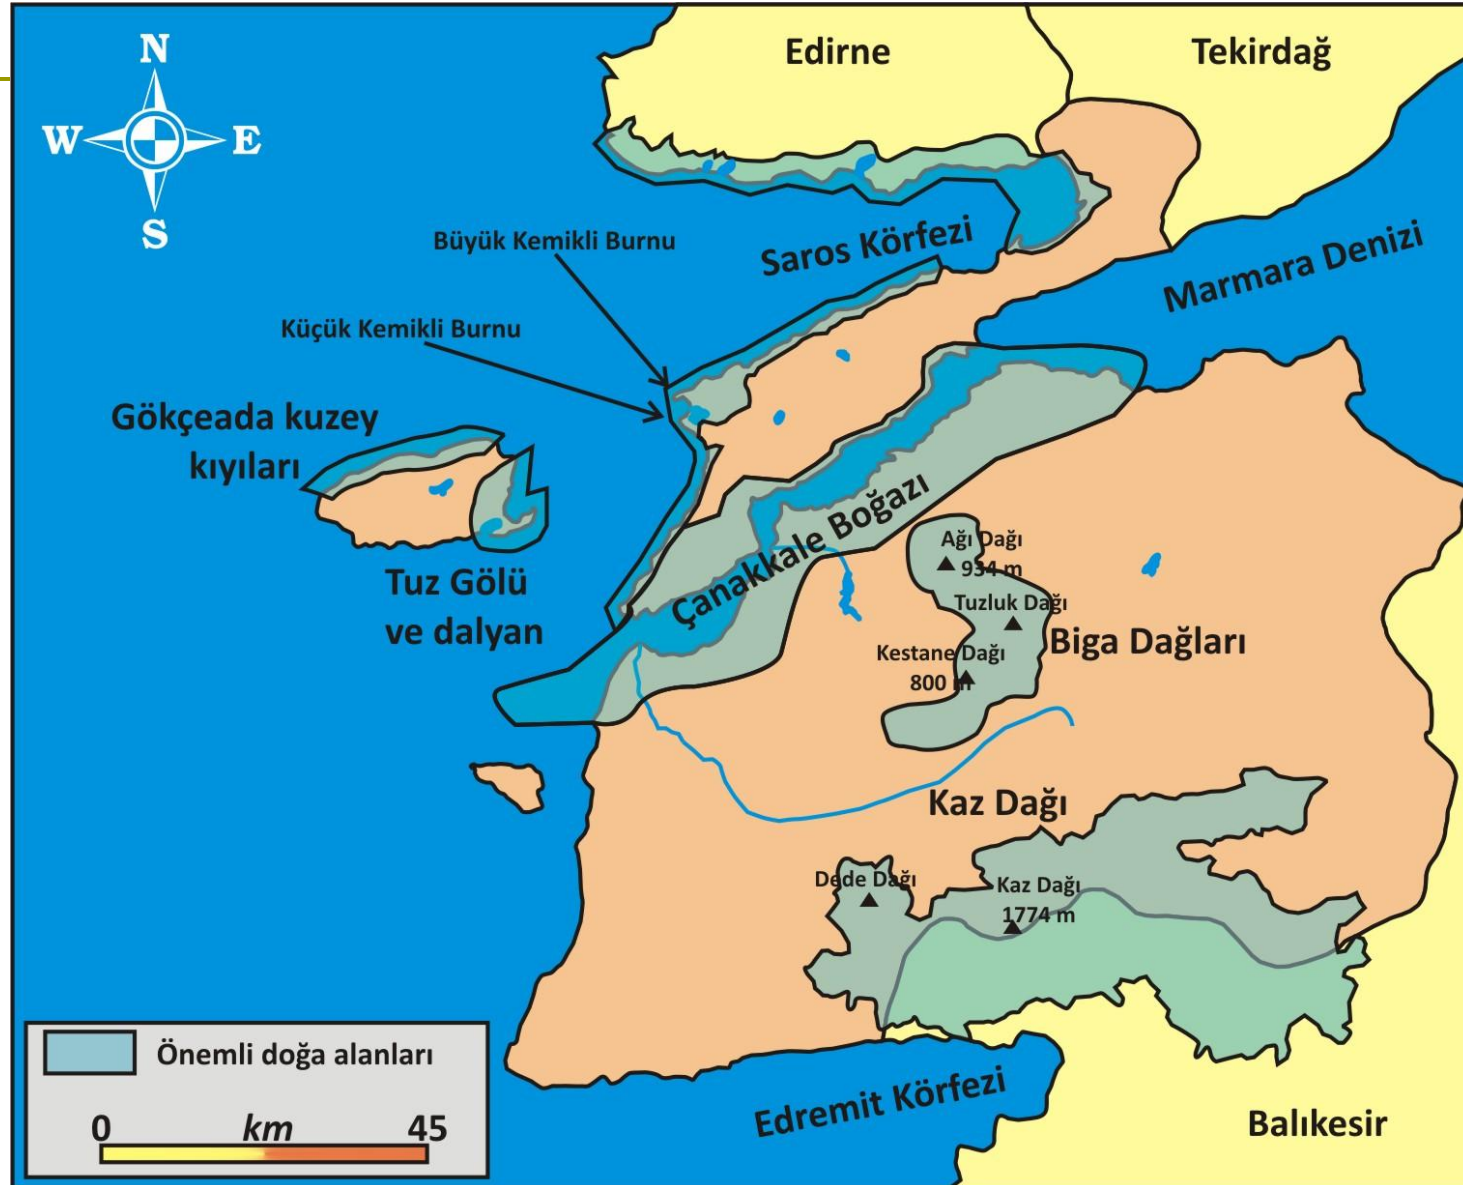 Edirne
Tekirdağ
N
W E
S
Büyük Kemikli Burnu
Saros Körfezi
Marmara Denizi
Küçük Kemikli Burnu
Gökçeada kuzey
kıyıları
Tuz Gölü
ve dalyan
Çanakkale Boğazı
Ağı Dağı
934 m
Tuzluk Dağı
Kestane Dağı
800 m
Biga Dağları
Kaz Dağı
Dede Dağı
Kaz Dağı
1774 m
Önemli doğa alanları
0 km 45
Edremit Körfezi
Balıkesir